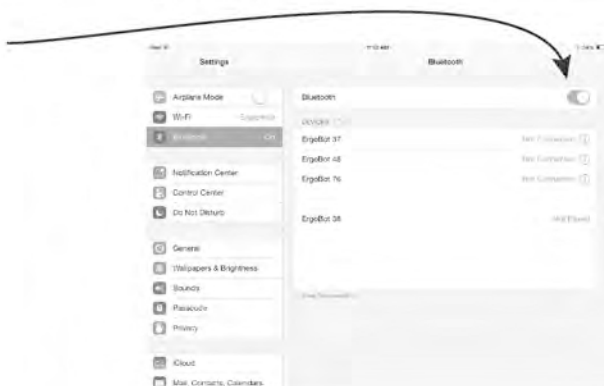 Settings
Bluetooth
Airplane Mode
Wi-Fi
Bluetooth
On
Notification Center
Control Center
Do Not Disturb
General
Wallpapers & Brightness
Sounds
Passcode
Privacy
iCloud
Mail, Contacts, Calendars
Bluetooth
DEVICES
ErgoBot 37
Not Connected
ErgoBot 48
Not Connected
ErgoBot 76
Not Connected
ErgoBot 38
Not Paired